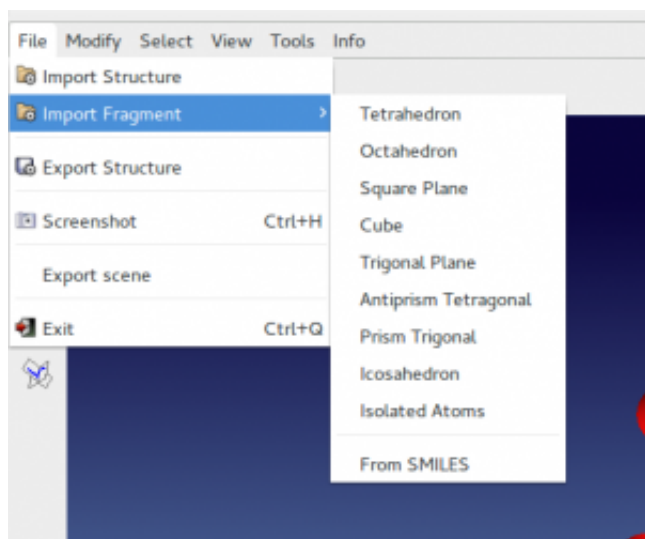 File Modify Select View Tools Info
Import Structure
Import Fragment
Export Structure
Screenshot Ctrl+H
Export scene
Exit Ctrl+Q
Tetrahedron
Octahedron
Square Plane
Cube
Trigonal Plane
Antiprism Tetragonal
Prism Trigonal
Icosahedron
Isolated Atoms
From SMILES